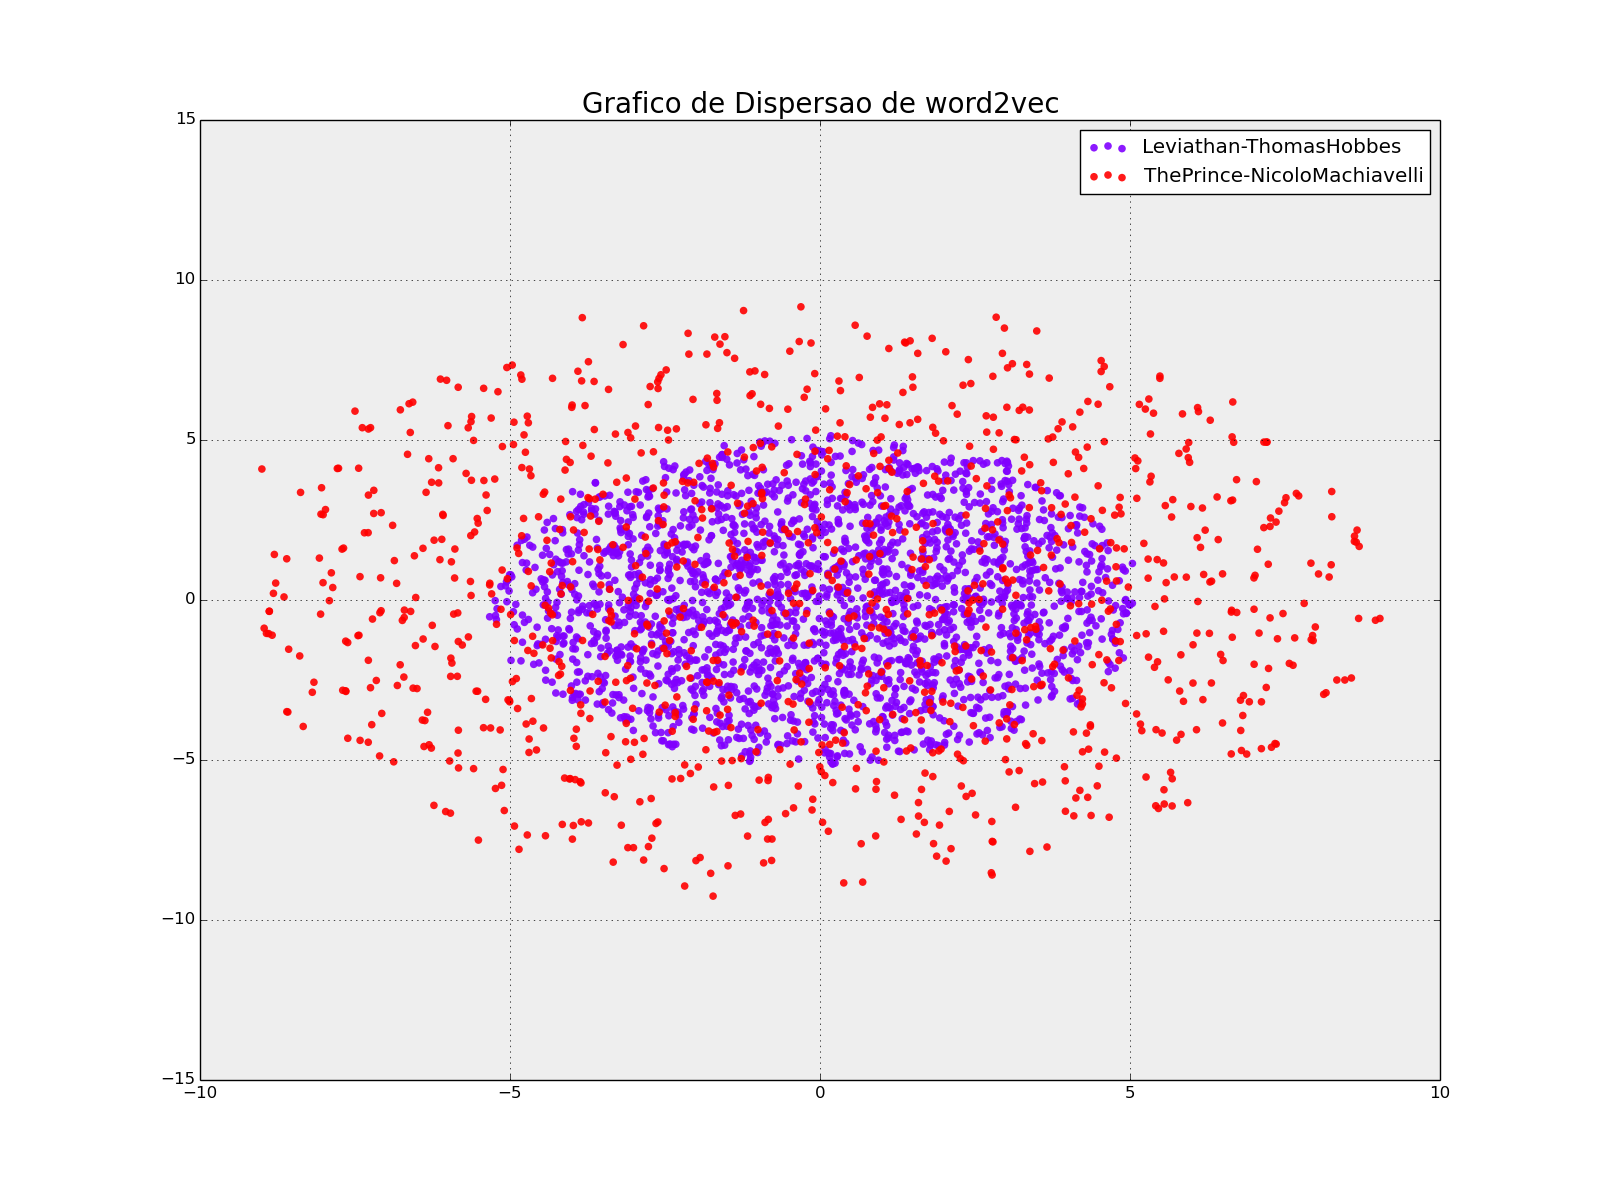 Grafico de Dispersao de word2vec
Leviathan-ThomasHobbes
ThePrince-NicoloMachiavelli
15
10
5
0
−5
−10
−15
−10 −5 0 5 10